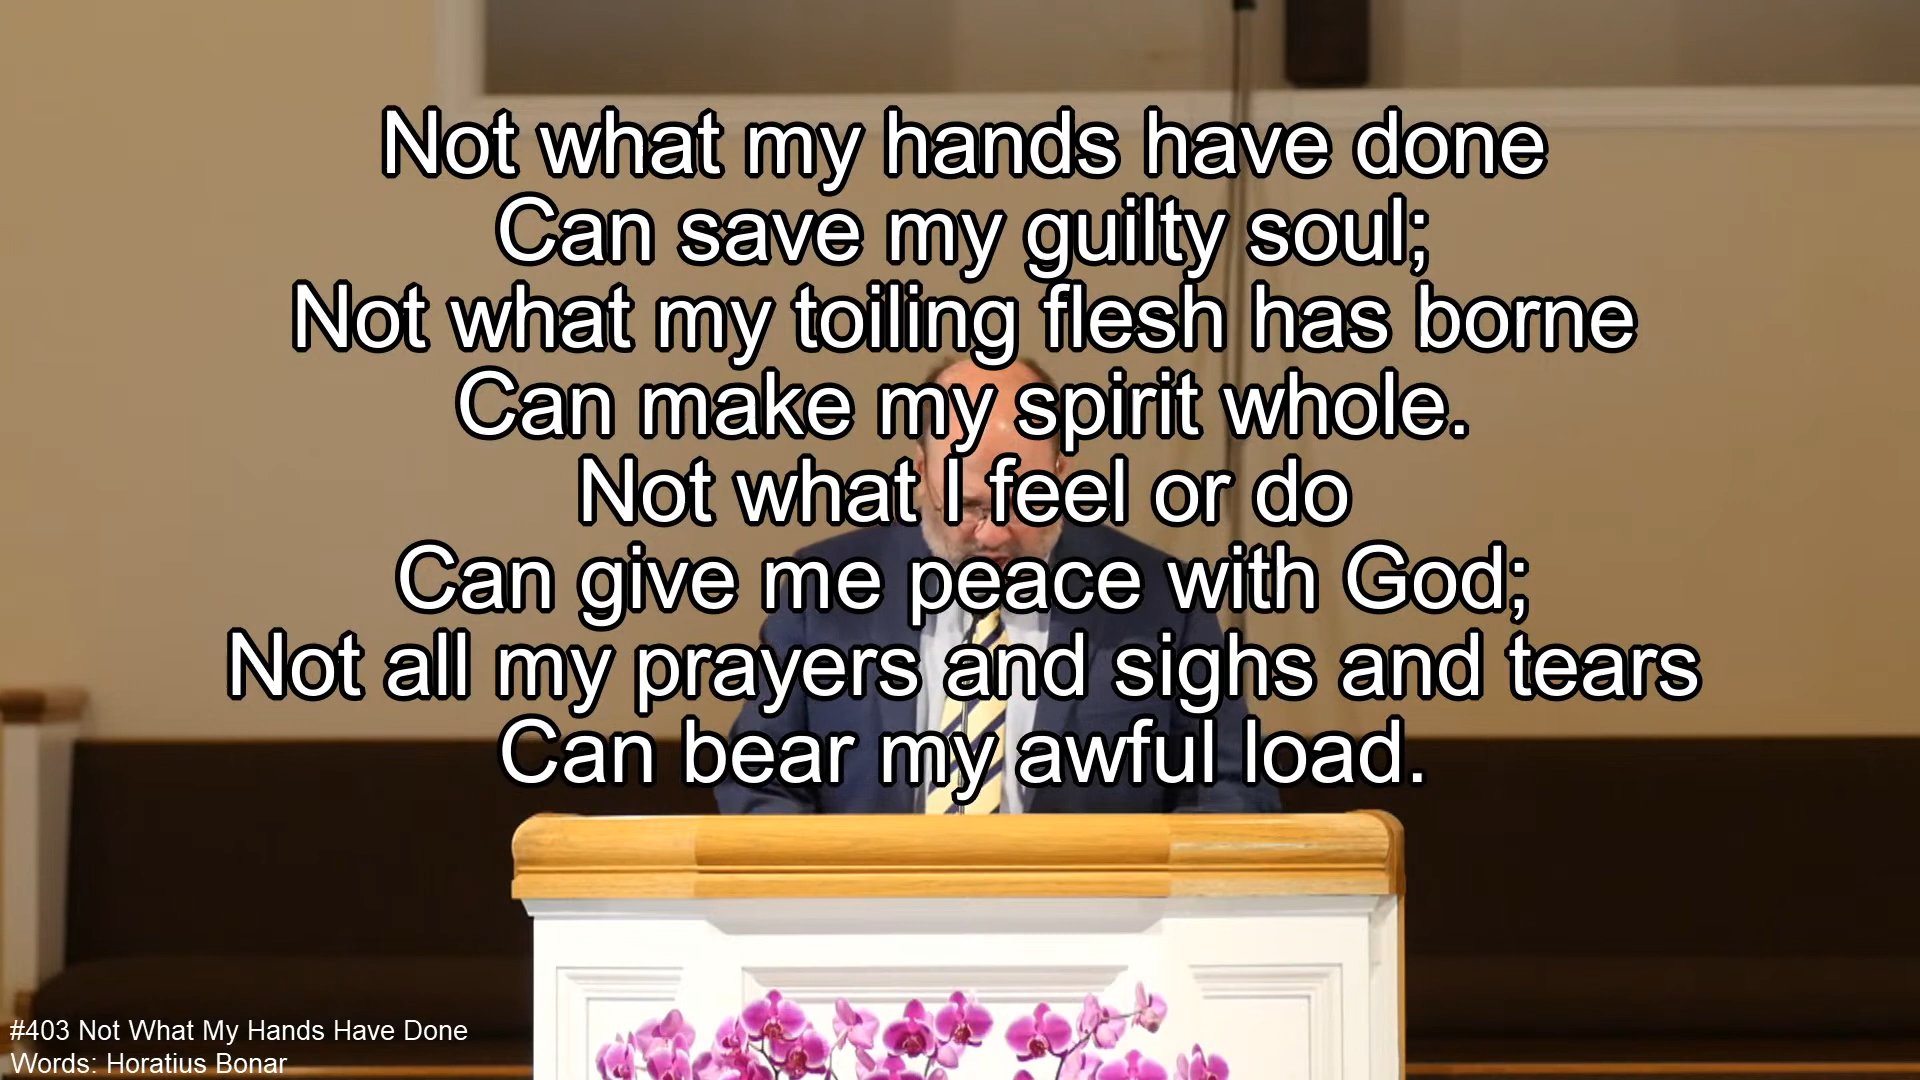 Not what my hands have done
Can save my guilty soul;
Not what my toiling flesh has borne
Can make my spirit whole.
Not what I feel or do
Can give me peace with God;
Not all my prayers and sighs and tears
Can bear my awful load.
#403 Not What My Hands Have Done
Words: Horatius Bonar